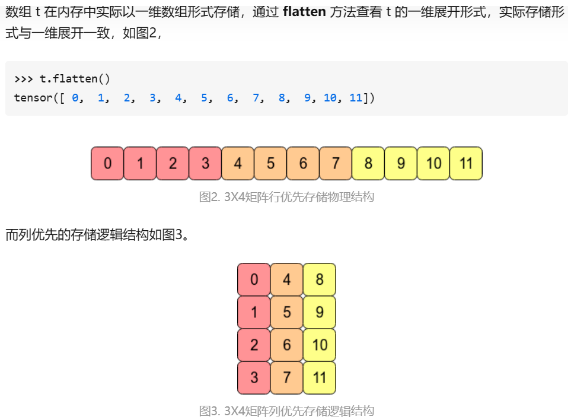 数组 t 在内存中实际以一维数组形式存储，通过 flatten 方法查看 t 的一维展开形式，实际存储形
式与一维展开一致，如图2，
>>> t.flatten()
tensor([ 0,  1,  2,  3,  4,  5,  6,  7,  8,  9, 10, 11])
0 1 2 3 4 5 6 7 8 9 10 11
图2. 3X4矩阵行优先存储物理结构
而列优先的存储逻辑结构如图3。
0 4 8
1 5 9
2 6 10
3 7 11
图3. 3X4矩阵列优先存储逻辑结构